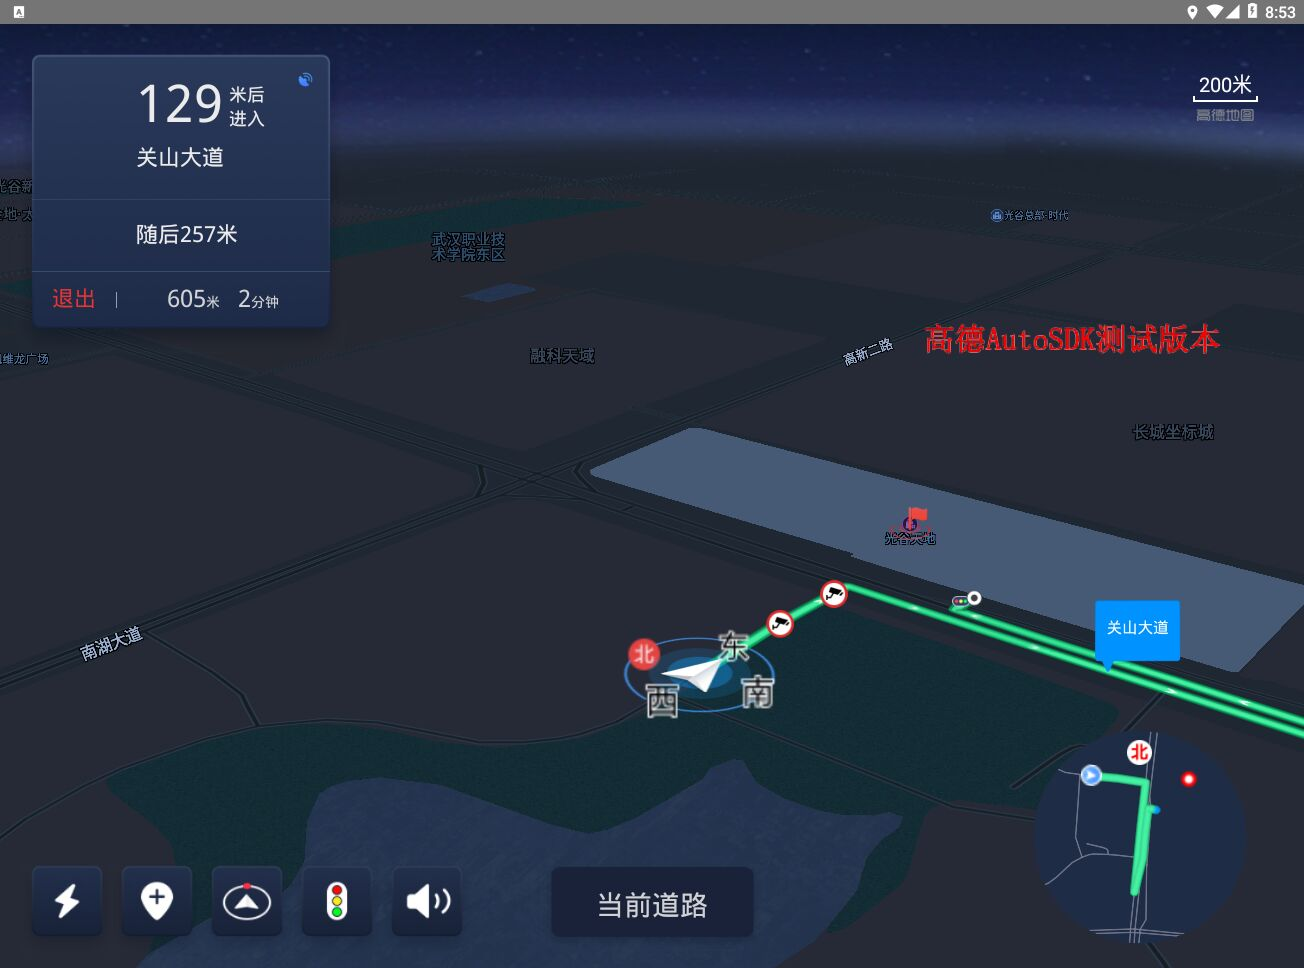 8:53
129 米后
进入
关山大道
随后257米
退出 605米 2分钟
200米
高德地图
光谷总部·时代
武汉职业技
术学院东区
融科天域
高新二路
高德AutoSDK测试版本
维龙广场
长城坐标城
光谷天地
南湖大道
关山大道
北
东
西
南
北
当前道路